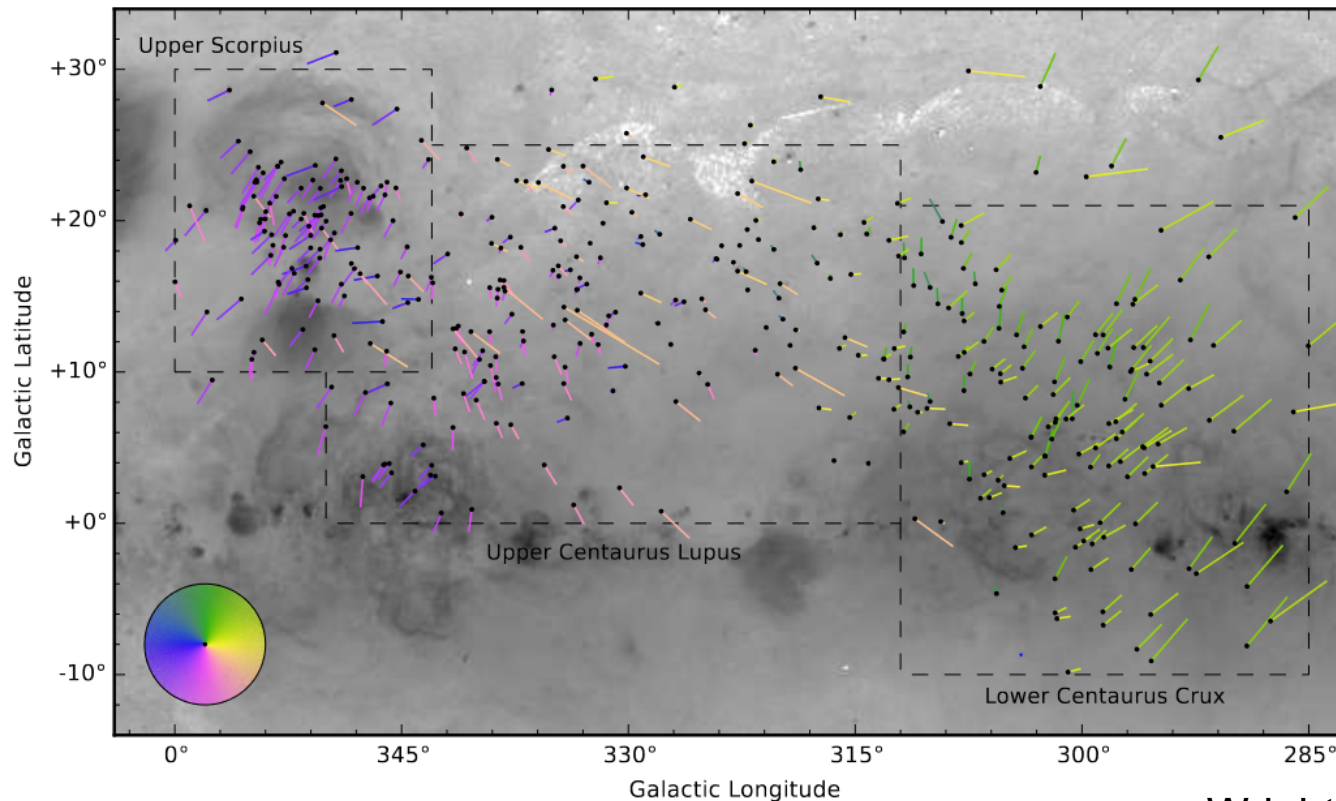 Upper Scorpius
+30°
+20°
+10°
+0°
-10°
Galactic Latitude
Upper Centaurus Lupus
Lower Centaurus Crux
0° 345° 330° 315° 300° 285°
Galactic Longitude